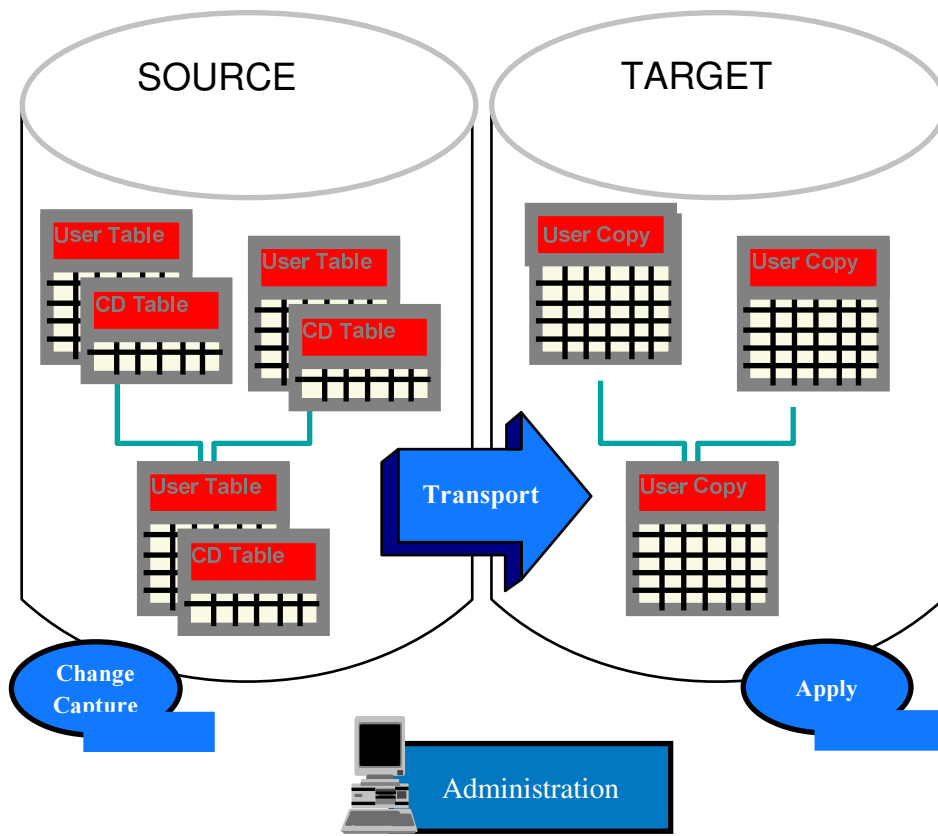 SOURCE
TARGET
User Table
CD Table
User Table
CD Table
User Table
CD Table
User Copy
User Copy
User Copy
Transport
Change
Capture
Apply
Administration